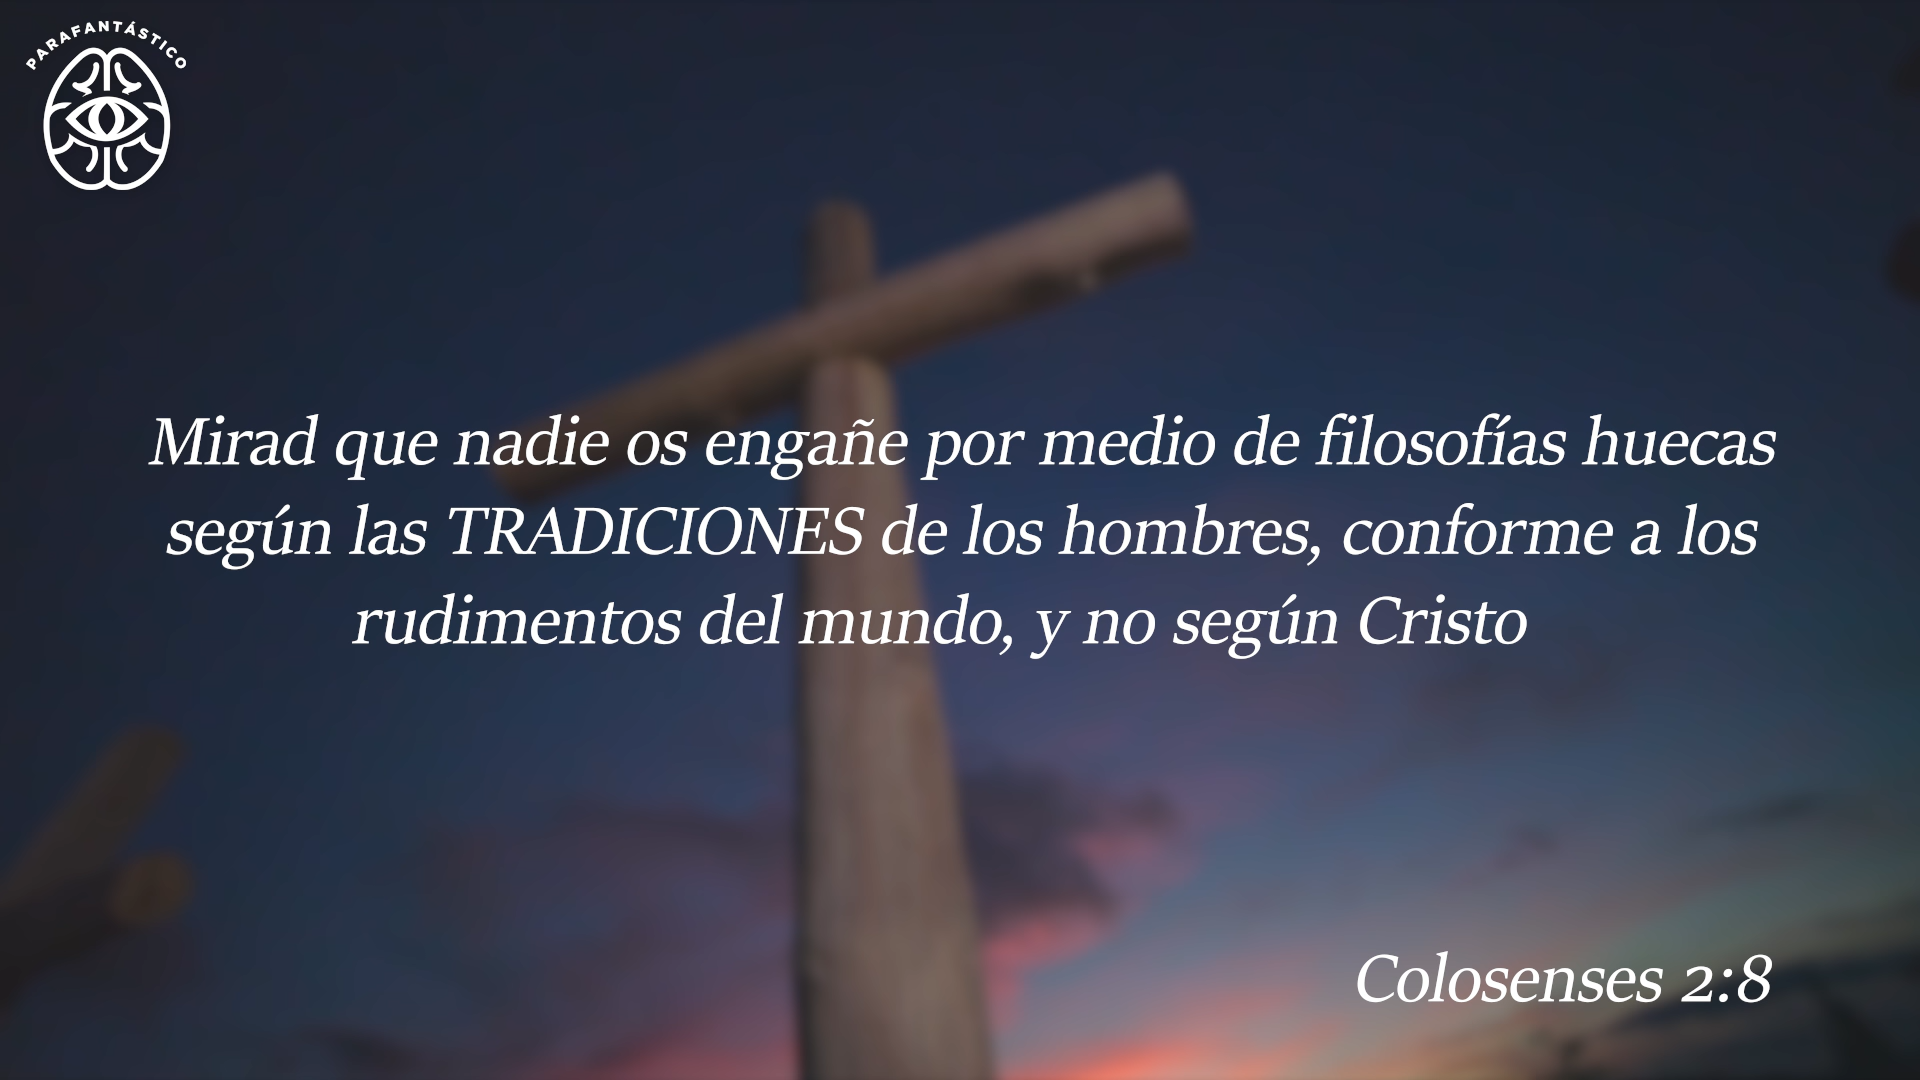 PARAFANTÁSTICO
Mirad que nadie os engañe por medio de filosofías huecas
según las TRADICIONES de los hombres, conforme a los
rudimentos del mundo, y no según Cristo
Colosenses 2:8